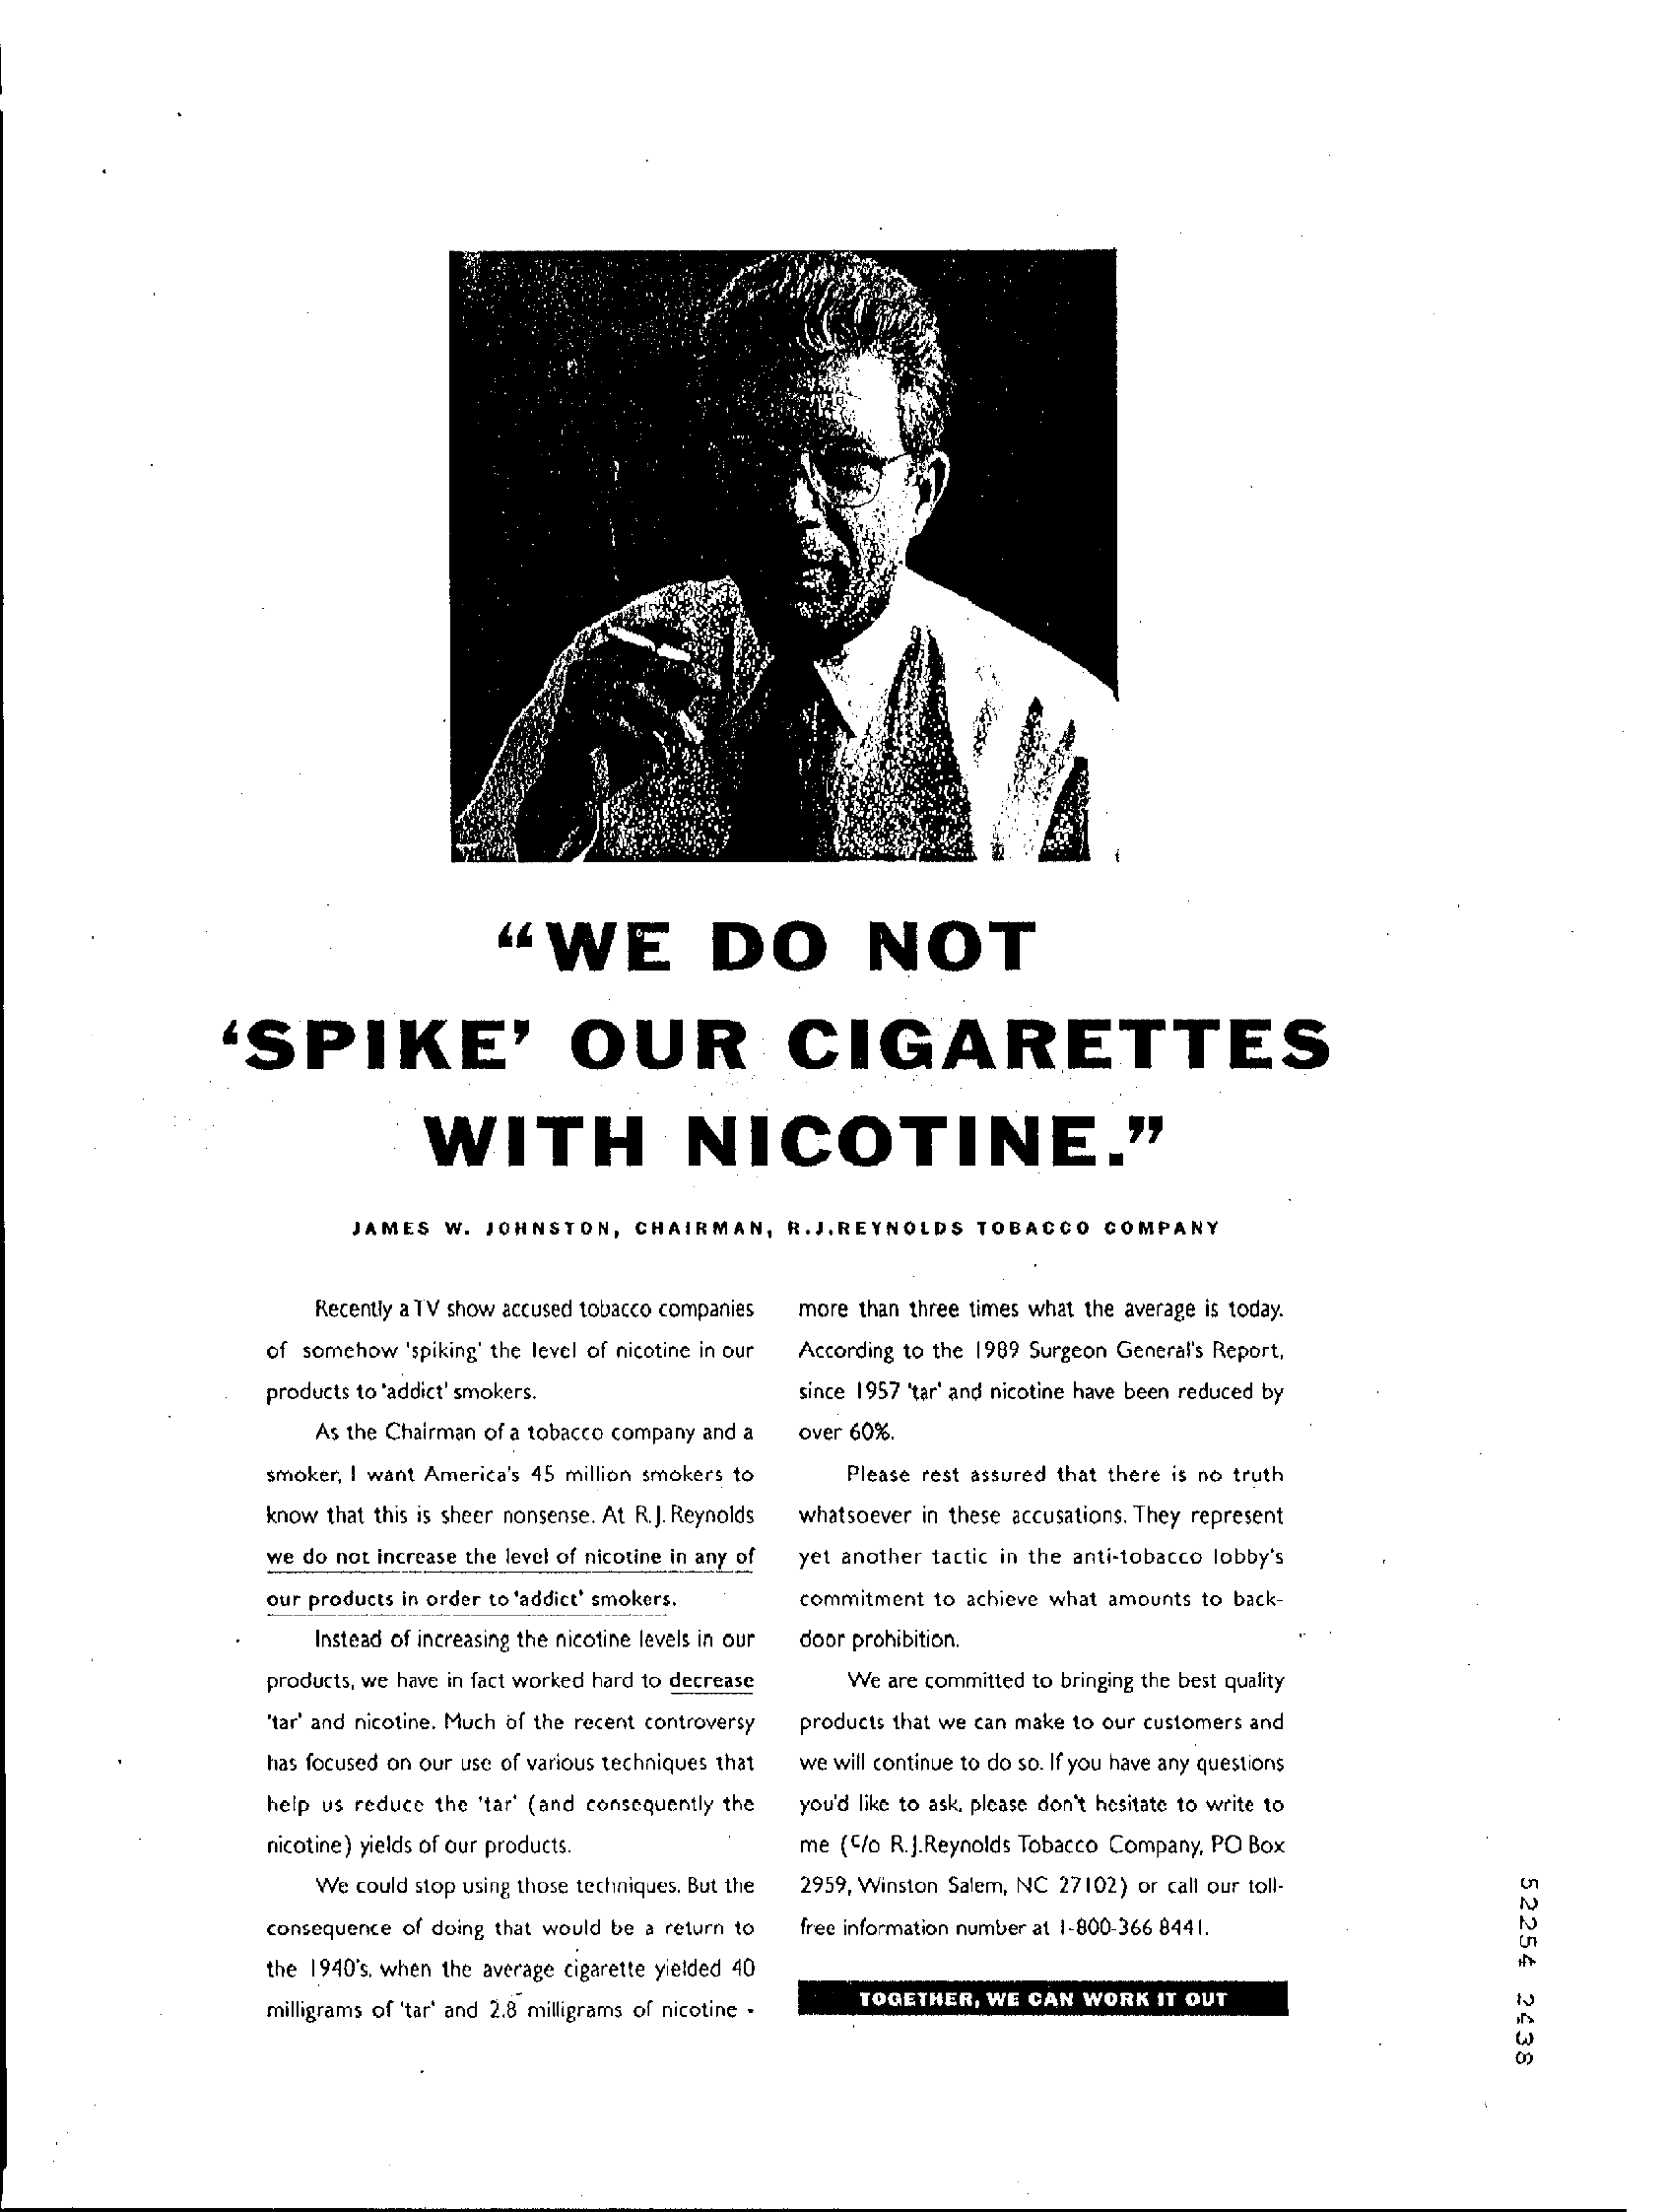 “WE DO NOT
‘SPIKE’ OUR CIGARETTES
WITH NICOTINE.”
JAMES W. JOHNSTON, CHAIRMAN, R.J.REYNOLDS TOBACCO COMPANY
Recently a TV show accused tobacco companies
of somehow 'spiking' the level of nicotine in our
products to 'addict' smokers.
As the Chairman of a tobacco company and a
smoker, I want America's 45 million smokers to
know that this is sheer nonsense. At R.J. Reynolds
we do not increase the level of nicotine in any of
our products in order to 'addict' smokers.
Instead of increasing the nicotine levels in our
products, we have in fact worked hard to decrease
'tar' and nicotine. Much of the recent controversy
has focused on our use of various techniques that
help us reduce the 'tar' (and consequently the
nicotine) yields of our products.
We could stop using those techniques. But the
consequence of doing that would be a return to
the 1940's, when the average cigarette yielded 40
milligrams of 'tar' and 2.8 milligrams of nicotine -
more than three times what the average is today.
According to the 1989 Surgeon General's Report,
since 1957 'tar' and nicotine have been reduced by
over 60%.
Please rest assured that there is no truth
whatsoever in these accusations. They represent
yet another tactic in the anti-tobacco lobby's
commitment to achieve what amounts to back-
door prohibition.
We are committed to bringing the best quality
products that we can make to our customers and
we will continue to do so. If you have any questions
you'd like to ask, please don't hesitate to write to
me (C/o R.J.Reynolds Tobacco Company, PO Box
2959, Winston Salem, NC 27102) or call our toll-
free information number at 1-800-366 8441.
TOGETHER, WE CAN WORK IT OUT
52254 2438